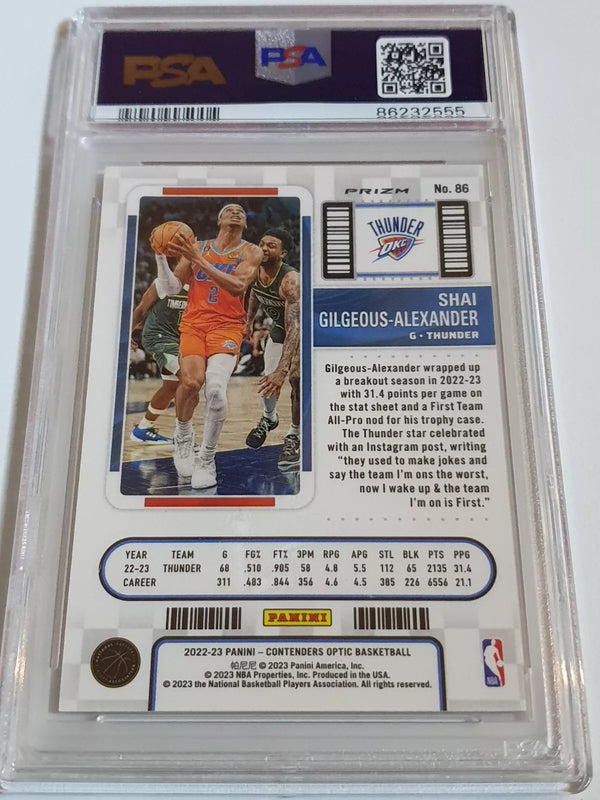 PSA
PSA
86232555
PRIZM No. 86
THUNDER
OKC
SHAI
GILGEOUS-ALEXANDER
G • THUNDER
OKC
2
Gilgeous-Alexander wrapped up
a breakout season in 2022-23
with 31.4 points per game on
the stat sheet and a First Team
All-Pro nod for his trophy case.
The Thunder star celebrated
with an Instagram post, writing
"they used to make jokes and
say the team I'm ons the worst,
now I wake up & the team
I'm on is First."
YEAR TEAM G FG% FT% 3PM RPG APG STL BLK PTS PPG
22-23 THUNDER 68 .510 .905 58 4.8 5.5 112 65 2135 31.4
CAREER 311 .483 .844 356 4.6 4.5 385 226 6556 21.1
PANINI
2022-23 PANINI – CONTENDERS OPTIC BASKETBALL
帕尼尼 © 2023 Panini America, Inc.
© 2023 NBA Properties, Inc. Produced in the USA.
© 2023 the National Basketball Players Association. All rights reserved.
NBA